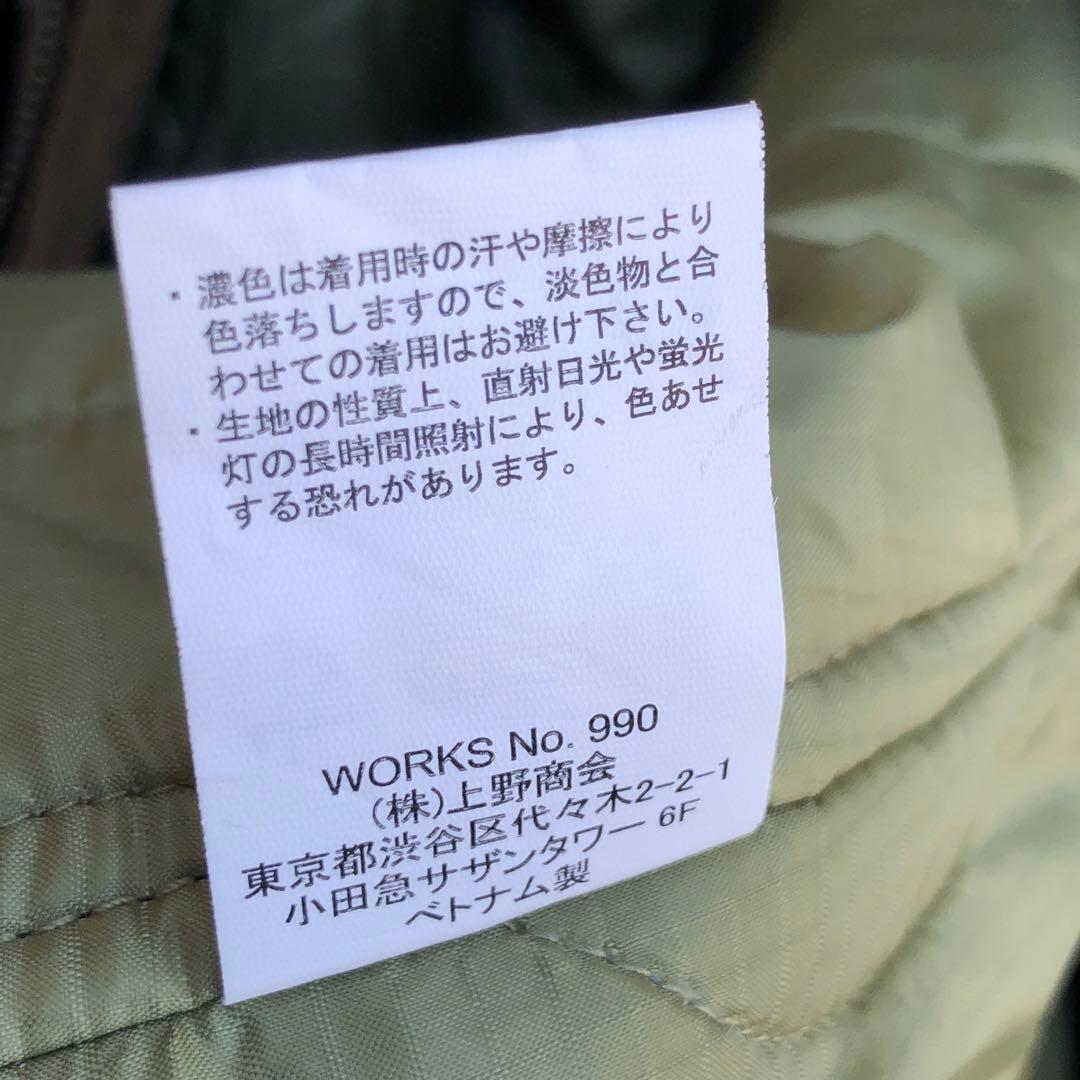 ・濃色は着用時の汗や摩擦により
色落ちしますので、淡色物と合
わせての着用はお避け下さい。
・生地の性質上、直射日光や蛍光
灯の長時間照射により、色あせ
する恐れがあります。
WORKS No. 990
(株)上野商会
東京都渋谷区代々木2-2-1
小田急サザンタワー 6F
ベトナム製